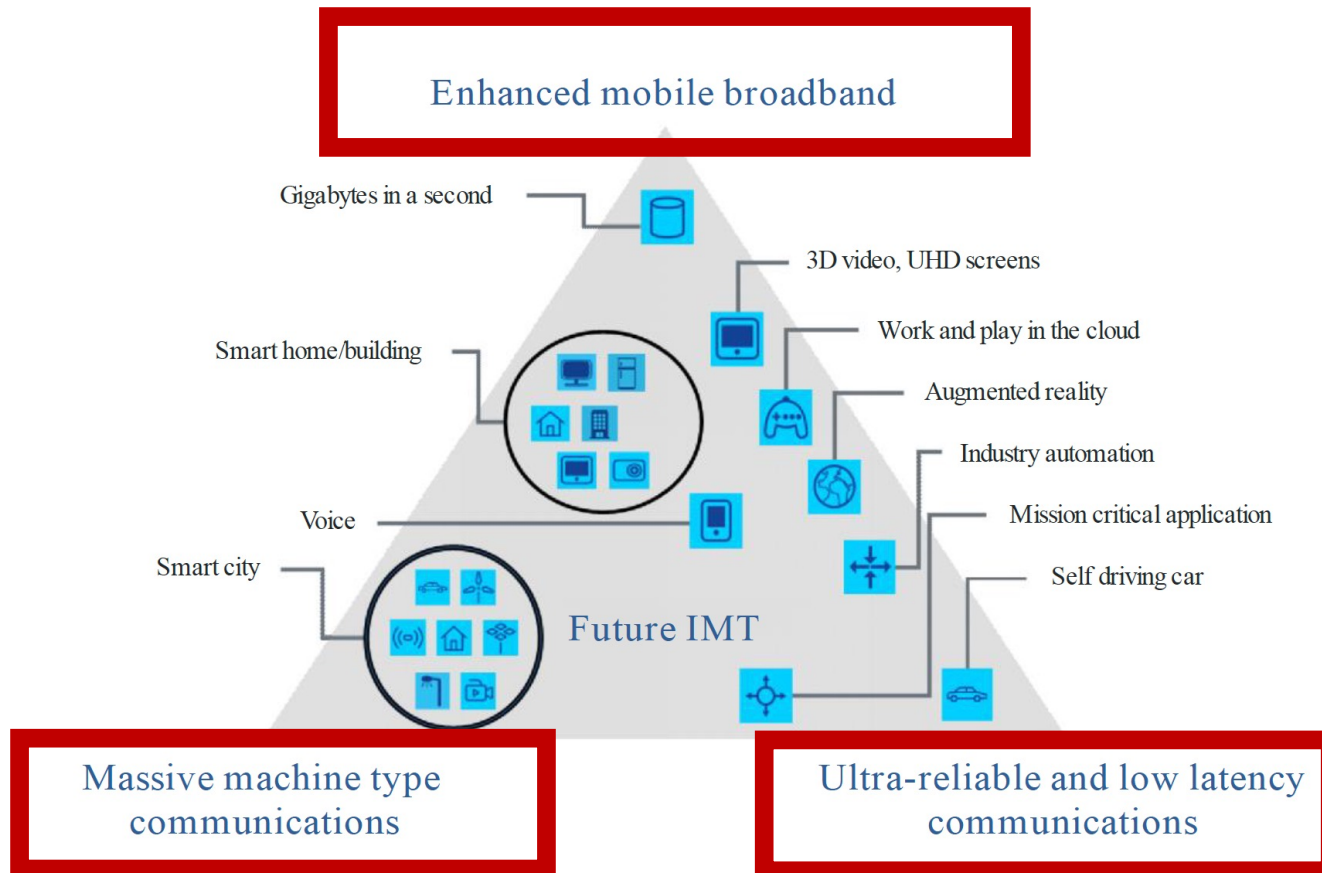 Enhanced mobile broadband
Gigabytes in a second
3D video, UHD screens
Work and play in the cloud
Smart home/building
Augmented reality
Industry automation
Voice
Mission critical application
Smart city
Self driving car
Future IMT
Massive machine type
communications
Ultra-reliable and low latency
communications